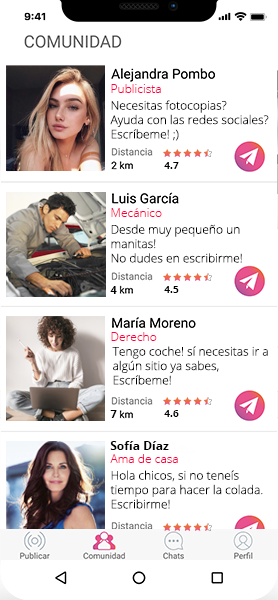 9:41
COMUNIDAD
Alejandra Pombo
Publicista
Necesitas fotocopias?
Ayuda con las redes sociales?
Escríbeme! ;)
Distancia
2 km
4.7
Luis García
Mecánico
Desde muy pequeño un
manitas!
No dudes en escribirme!
Distancia
4 km
4.5
María Moreno
Derecho
Tengo coche! sí necesitas ir a
algún sitio ya sabes,
Escríbeme!
Distancia
7 km
4.6
Sofía Díaz
Ama de casa
Hola chicos, si no teneís
tiempo para hacer la colada.
Escribirme!
Distancia
Publicar
Comunidad
Chats
Perfil